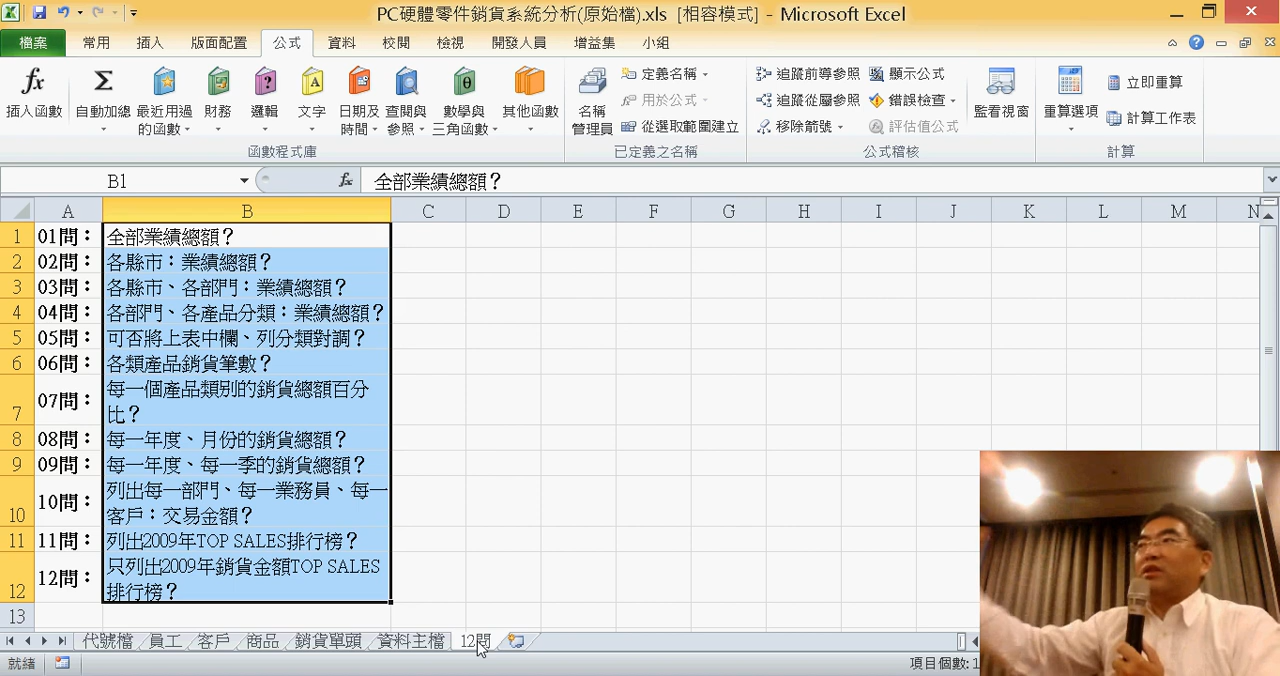 PC硬體零件銷貨系統分析(原始檔).xls [相容模式] - Microsoft Excel
檔案 常用 插入 版面配置 公式 資料 校閱 檢視 開發人員 增益集 小組
fx 插入函數
Σ 自動加總
最近用過的函數
財務
邏輯
文字
日期及時間
查閱與參照
數學與三角函數
其他函數
函數程式庫
名稱管理員
定義名稱
用於公式
從選取範圍建立
已定義之名稱
追蹤前導參照
追蹤從屬參照
移除箭號
顯示公式
錯誤檢查
評估值公式
公式稽核
監看視窗
重算選項
立即重算
計算工作表
計算
B1 fx 全部業績總額？
A B C D E F G H I J K L M N
1 01問： 全部業績總額？
2 02問： 各縣市：業績總額？
3 03問： 各縣市、各部門：業績總額？
4 04問： 各部門、各產品分類：業績總額？
5 05問： 可否將上表中欄、列分類對調？
6 06問： 各類產品銷貨筆數？
7 07問： 每一個產品類別的銷貨總額百分
比？
8 08問： 每一年度、月份的銷貨總額？
9 09問： 每一年度、每一季的銷貨總額？
10 10問： 列出每一部門、每一業務員、每一
客戶：交易金額？
11 11問： 列出2009年TOP SALES排行榜？
12 12問： 只列出2009年銷貨金額TOP SALES
排行榜？
13
代號檔 員工 客戶 商品 銷貨單頭 資料主檔 12問
就緒 項目個數: 1